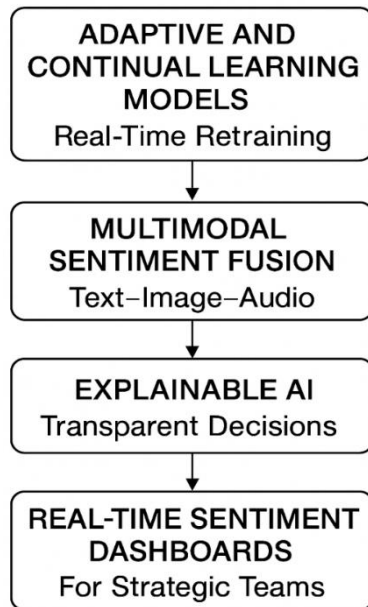 ADAPTIVE AND
CONTINUAL LEARNING
MODELS
Real-Time Retraining
MULTIMODAL
SENTIMENT FUSION
Text–Image–Audio
EXPLAINABLE AI
Transparent Decisions
REAL-TIME SENTIMENT
DASHBOARDS
For Strategic Teams